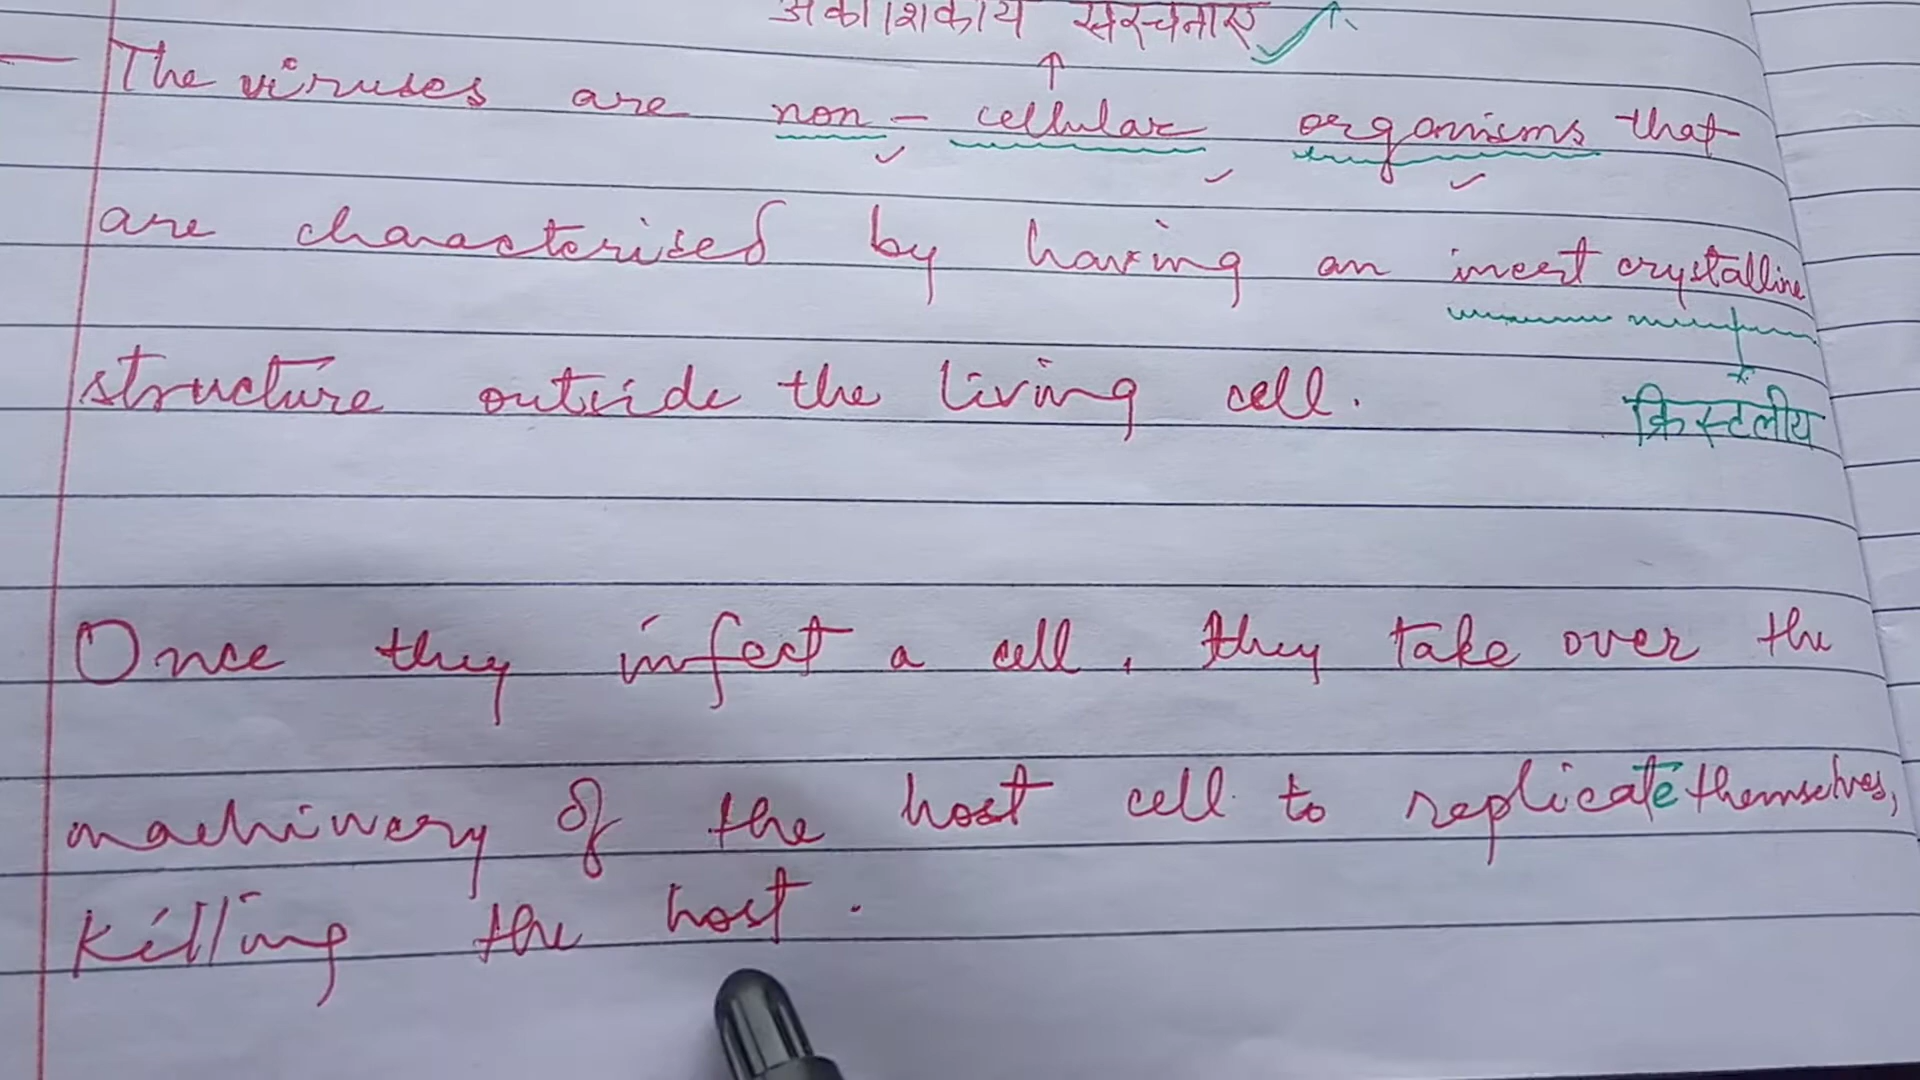 अकोशिकीय संरचनाएं
The viruses are non-cellular organisms that
are characterised by having an inert crystalline
structure outside the living cell.
क्रिस्टलीय
Once they infect a cell, they take over the
machinery of the host cell to replicate themselves,
killing the host.